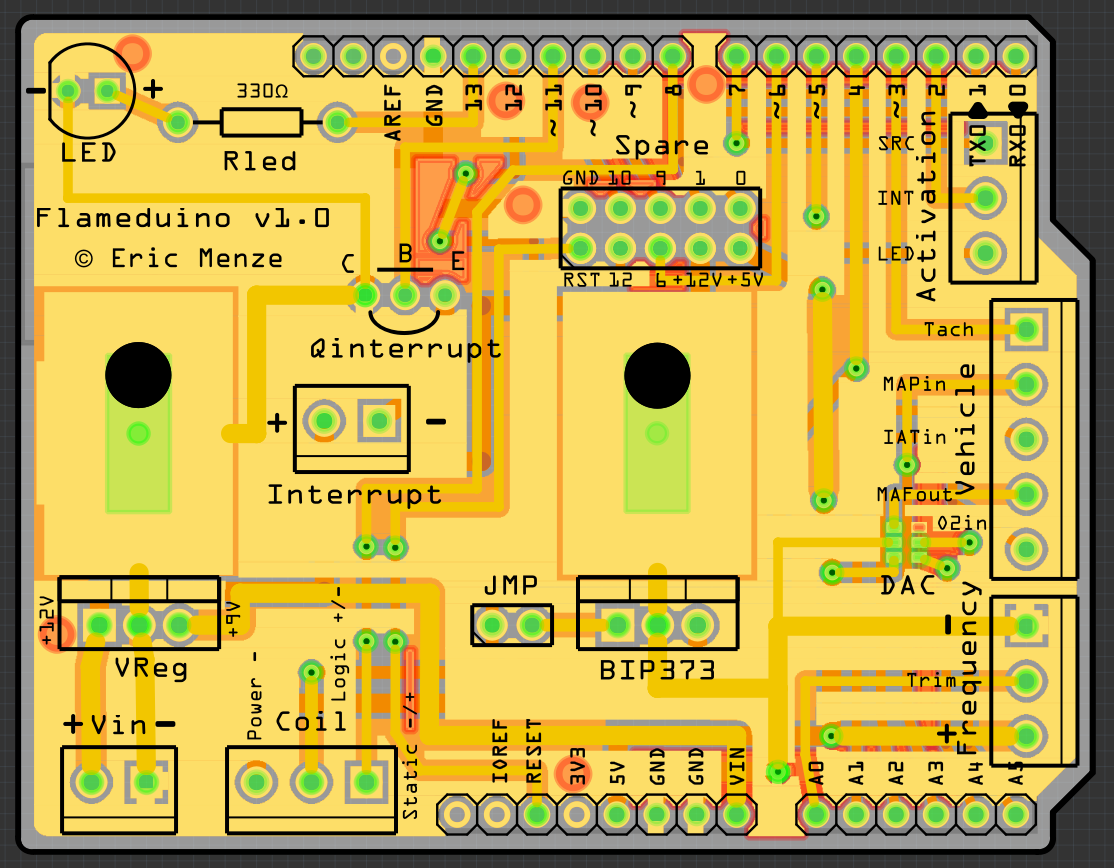 - +
330Ω
LED
Rled
AREF
GND
13
12
~11
~10
~9
8
7
~6
~5
4
~3
2
1
0
TX0
RX0
Spare
GND 10 9 1 0
RST 12 6 +12V +5V
SRC
INT
LED
Activation
Flameduino v1.0
© Eric Menze
C B E
Qinterrupt
+ -
Interrupt
Tach
MAPin
IATin
MAFout
O2in
Vehicle
DAC
JMP
+12V
+9V
VReg
BIP373
Logic +/-
Power -
Coil
Static -/+
+ Vin -
-
Trim
+
Frequency
IOREF
RESET
3V3
5V
GND
GND
VIN
A0
A1
A2
A3
A4
A5